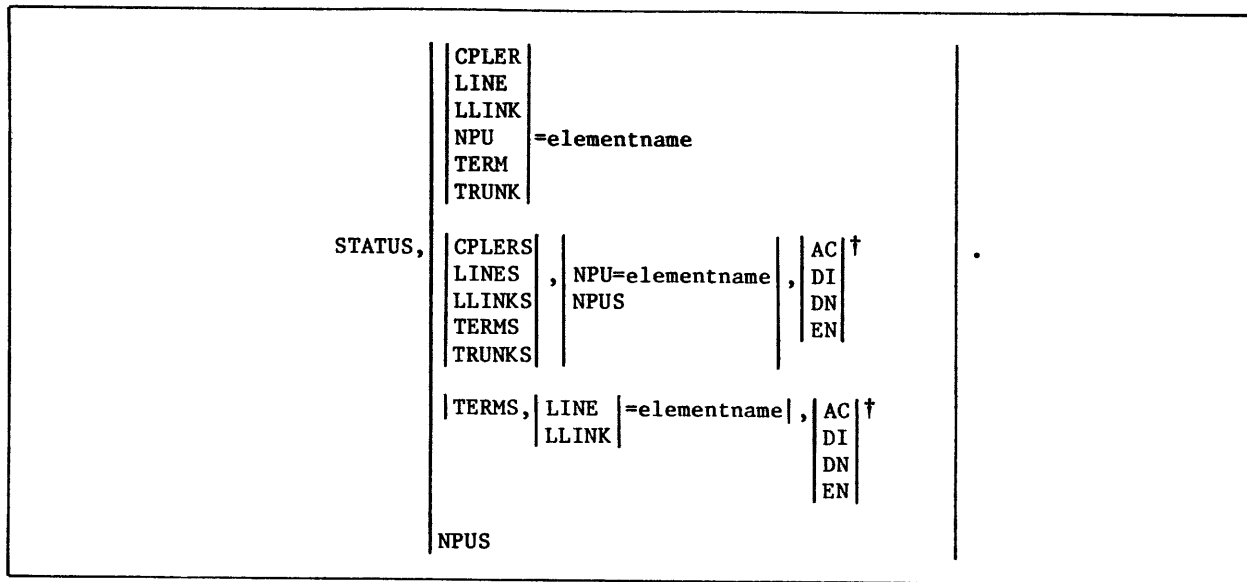 CPLER
LINE
LLINK
NPU =elementname
TERM
TRUNK
STATUS, CPLERS , NPU=elementname , AC †
LINES NPUS DI
LLINKS DN
TERMS EN
TRUNKS
.
TERMS, LINE =elementname , AC †
LLINK DI
DN
EN
NPUS